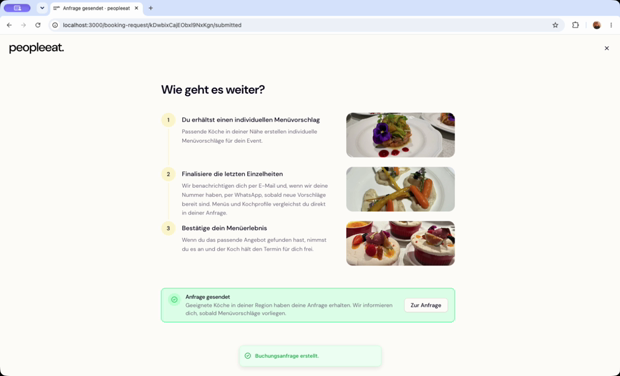 Anfrage gesendet · peopleeat
localhost:3000/booking-request/kDwbixCajEObxl9NxKgn/submitted
peopleeat.
Wie geht es weiter?
1
Du erhältst einen individuellen Menüvorschlag
Passende Köche in deiner Nähe erstellen individuelle
Menüvorschläge für dein Event.
2
Finalisiere die letzten Einzelheiten
Wir benachrichtigen dich per E-Mail und, wenn wir deine
Nummer haben, per WhatsApp, sobald neue Vorschläge
bereit sind. Menüs und Kochprofile vergleichst du direkt
in deiner Anfrage.
3
Bestätige dein Menüerlebnis
Wenn du das passende Angebot gefunden hast, nimmst
du es an und der Koch hält den Termin für dich frei.
Anfrage gesendet
Geeignete Köche in deiner Region haben deine Anfrage erhalten. Wir informieren
dich, sobald Menüvorschläge vorliegen.
Zur Anfrage
Buchungsanfrage erstellt.